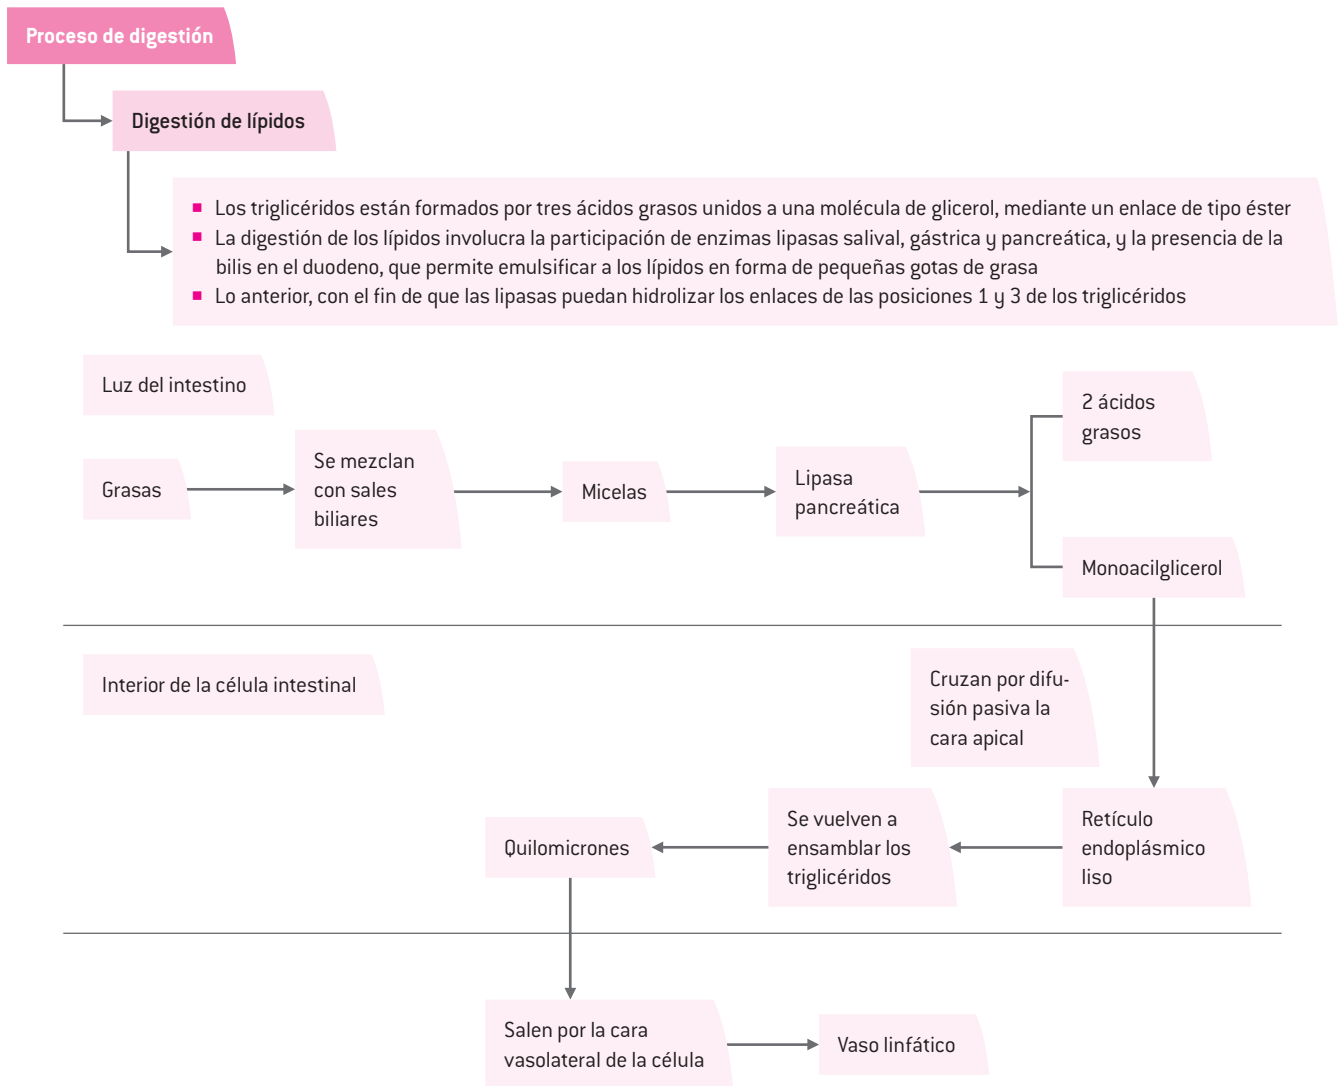 Proceso de digestión
Digestión de lípidos
▪ Los triglicéridos están formados por tres ácidos grasos unidos a una molécula de glicerol, mediante un enlace de tipo éster
▪ La digestión de los lípidos involucra la participación de enzimas lipasas salival, gástrica y pancreática, y la presencia de la
bilis en el duodeno, que permite emulsificar a los lípidos en forma de pequeñas gotas de grasa
▪ Lo anterior, con el fin de que las lipasas puedan hidrolizar los enlaces de las posiciones 1 y 3 de los triglicéridos
Luz del intestino
Grasas
Se mezclan
con sales
biliares
Micelas
Lipasa
pancreática
2 ácidos
grasos
Monoacilglicerol
Interior de la célula intestinal
Cruzan por difu-
sión pasiva la
cara apical
Retículo
endoplásmico
liso
Se vuelven a
ensamblar los
triglicéridos
Quilomicrones
Salen por la cara
vasolateral de la célula
Vaso linfático